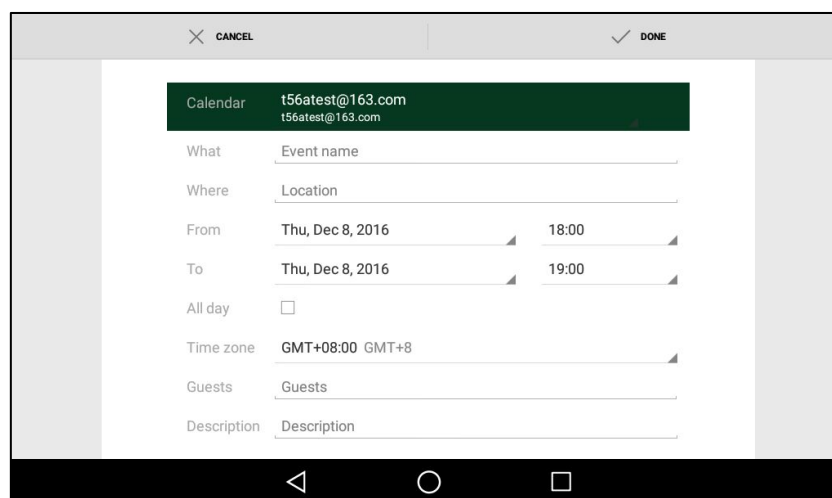 CANCEL DONE
Calendar t56atest@163.com
t56atest@163.com
What Event name
Where Location
From Thu, Dec 8, 2016 18:00
To Thu, Dec 8, 2016 19:00
All day
Time zone GMT+08:00 GMT+8
Guests Guests
Description Description